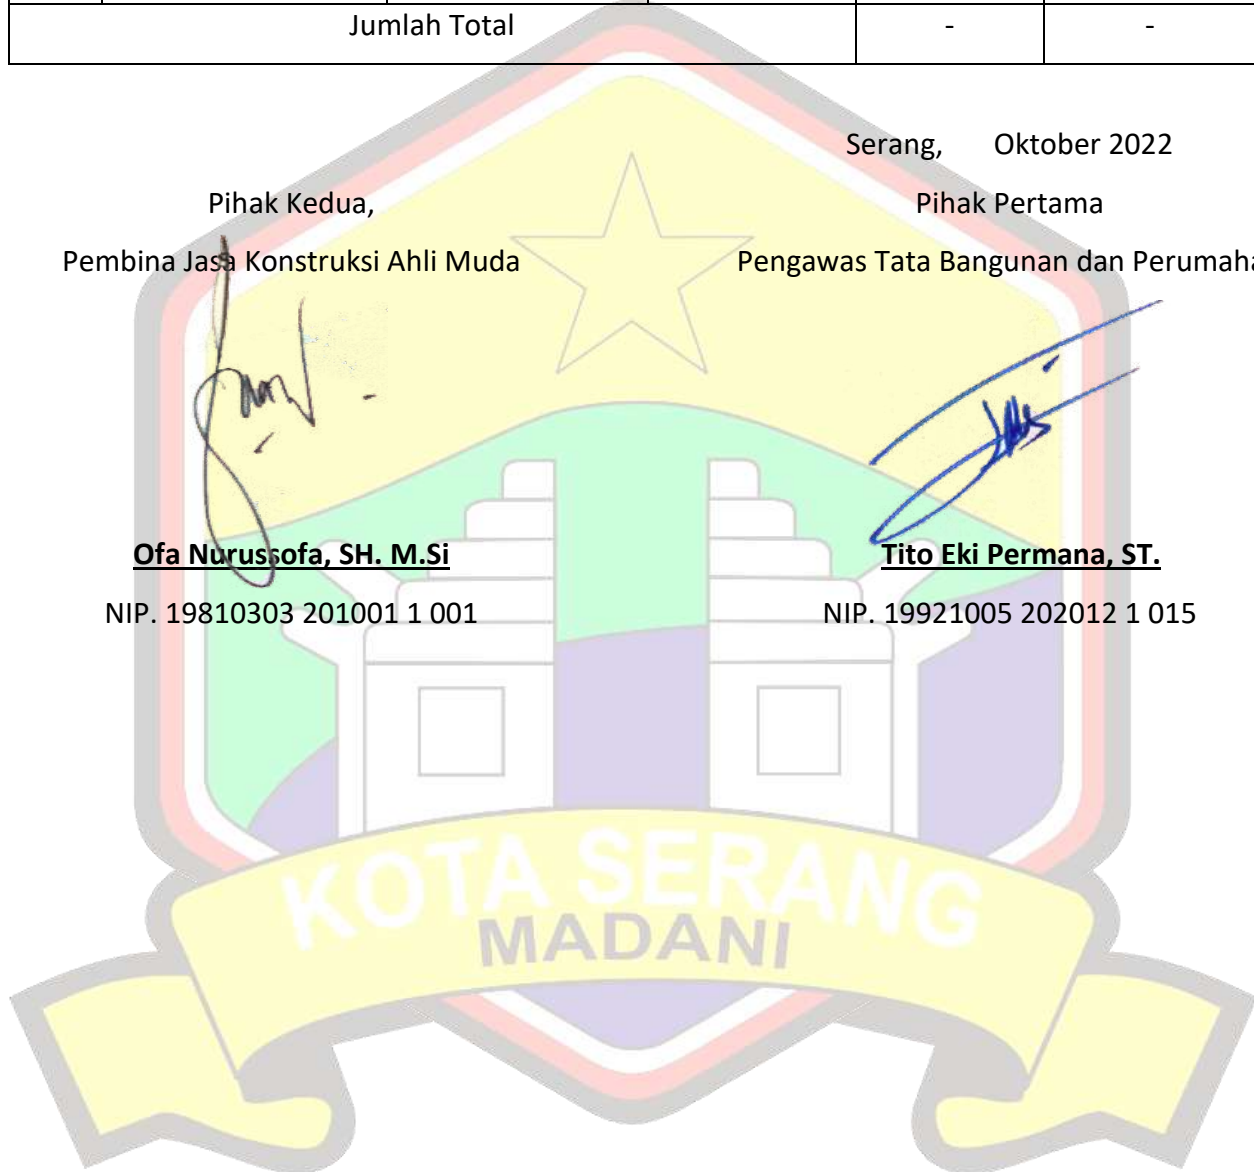 Jumlah Total - -
Serang, Oktober 2022
Pihak Kedua, Pihak Pertama
Pembina Jasa Konstruksi Ahli Muda Pengawas Tata Bangunan dan Perumaha
Ofa Nurussofa, SH. M.Si Tito Eki Permana, ST.
NIP. 19810303 201001 1 001 NIP. 19921005 202012 1 015
KOTA SERANG
MADANI